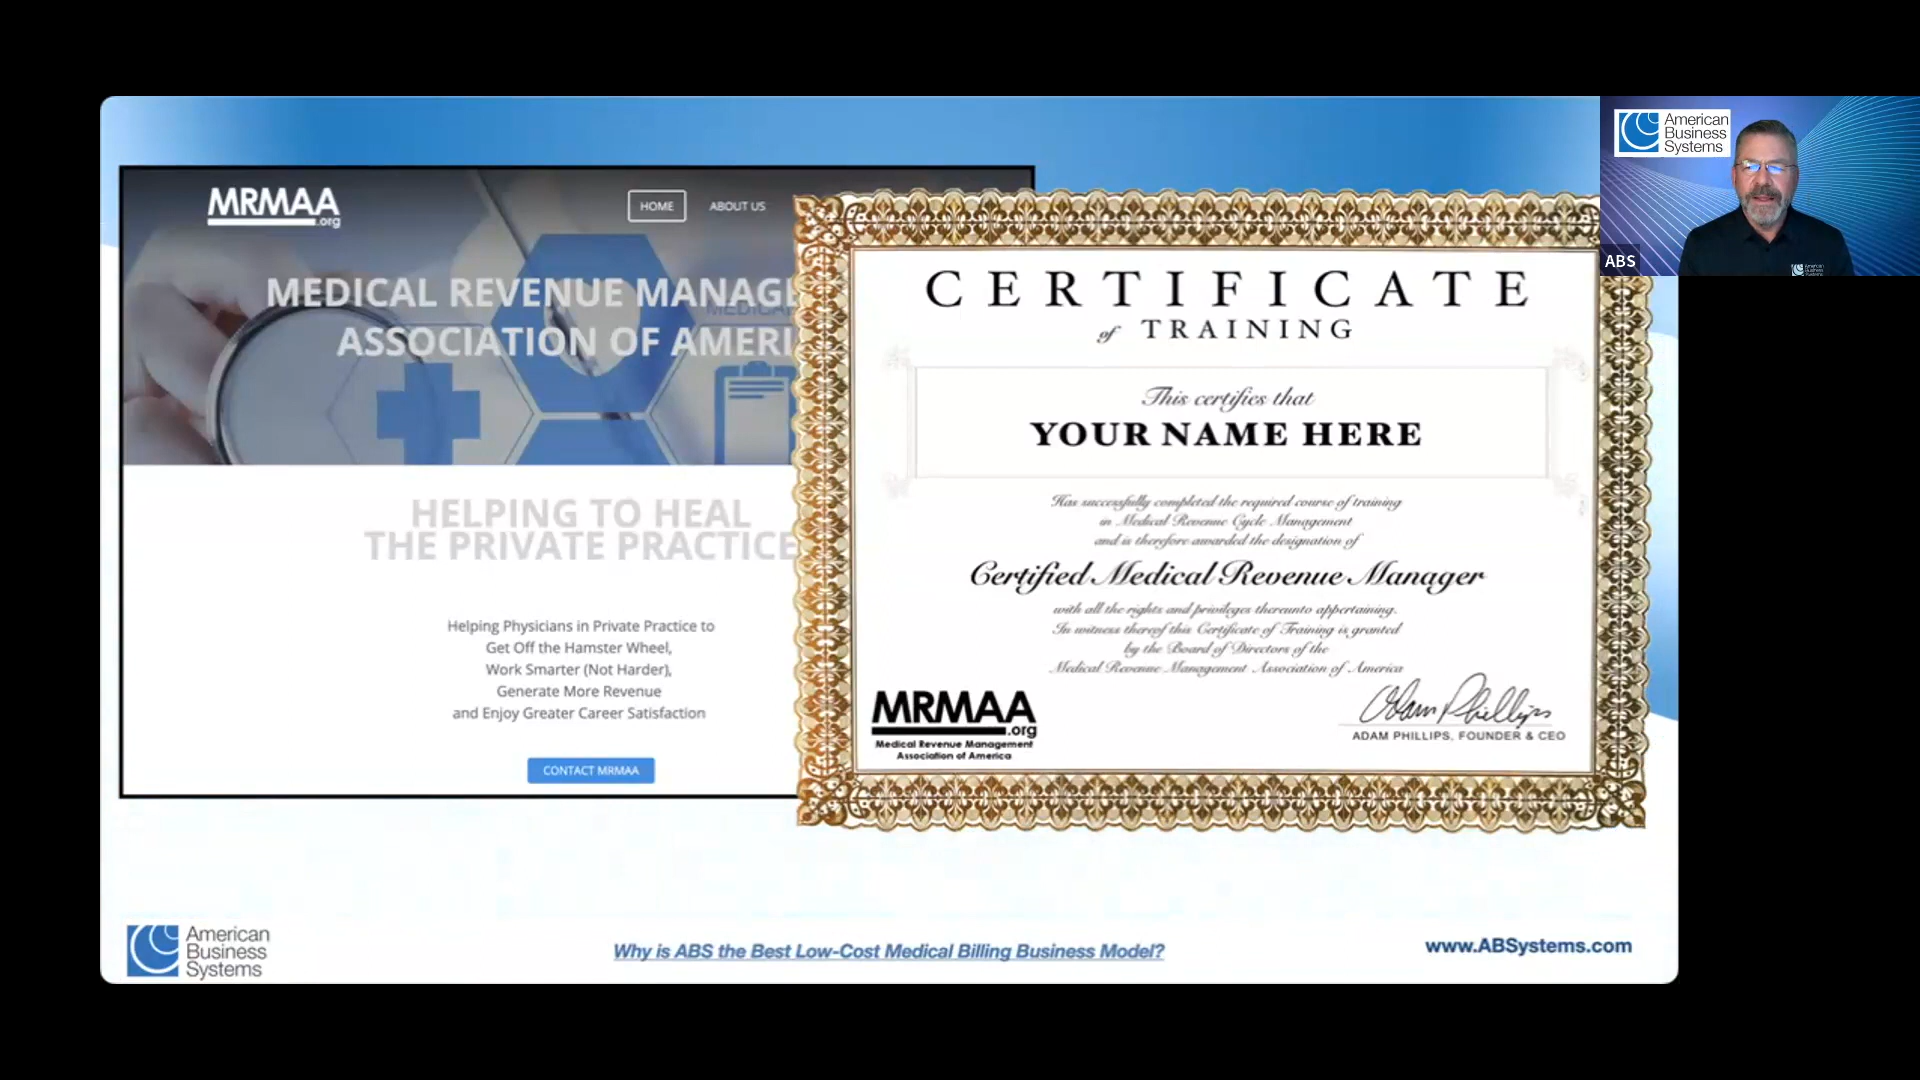 MRMAA
.org
HOME
ABOUT US
MEDICAL REVENUE MANAG
ASSOCIATION OF AMERI
MEDICAL
HELPING TO HEAL
THE PRIVATE PRACTICE
Helping Physicians in Private Practice to
Get Off the Hamster Wheel,
Work Smarter (Not Harder),
Generate More Revenue
and Enjoy Greater Career Satisfaction
CONTACT MRMAA
CERTIFICATE
of TRAINING
This certifies that
YOUR NAME HERE
Has successfully completed the required course of training
in Medical Revenue Cycle Management
and is therefore awarded the designation of
Certified Medical Revenue Manager
with all the rights and privileges thereunto appertaining.
In witness thereof this Certificate of Training is granted
by the Board of Directors of the
Medical Revenue Management Association of America
MRMAA
.org
Medical Revenue Management
Association of America
Adam Phillips
ADAM PHILLIPS, FOUNDER & CEO
American
Business
Systems
ABS
American
Business
Systems
Why is ABS the Best Low-Cost Medical Billing Business Model?
www.ABSystems.com